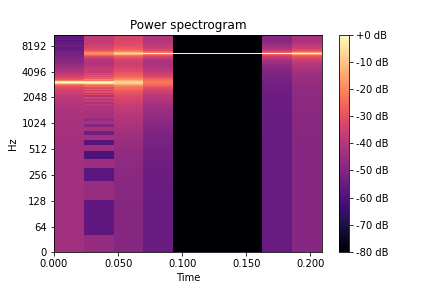 Power spectrogram
8192
4096
2048
1024
512
256
128
64
0
Hz
0.000 0.050 0.100 0.150 0.200
Time
+0 dB
-10 dB
-20 dB
-30 dB
-40 dB
-50 dB
-60 dB
-70 dB
-80 dB